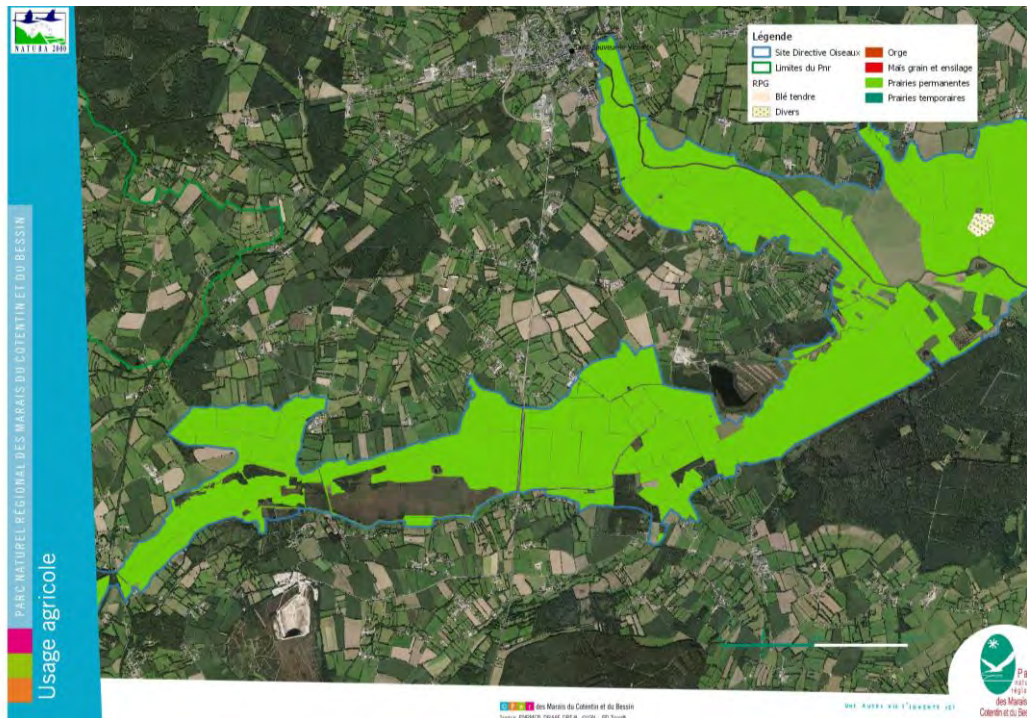 NATURA 2000
Légende
Site Directive Oiseaux
Limites du Pnr
RPG
Blé tendre
Divers
Orge
Maïs grain et ensilage
Prairies permanentes
Prairies temporaires
PARC NATUREL RÉGIONAL DES MARAIS DU COTENTIN ET DU BESSIN
Usage agricole
des Marais du Cotentin et du Bessin
des Marais
Cotentin et du Be